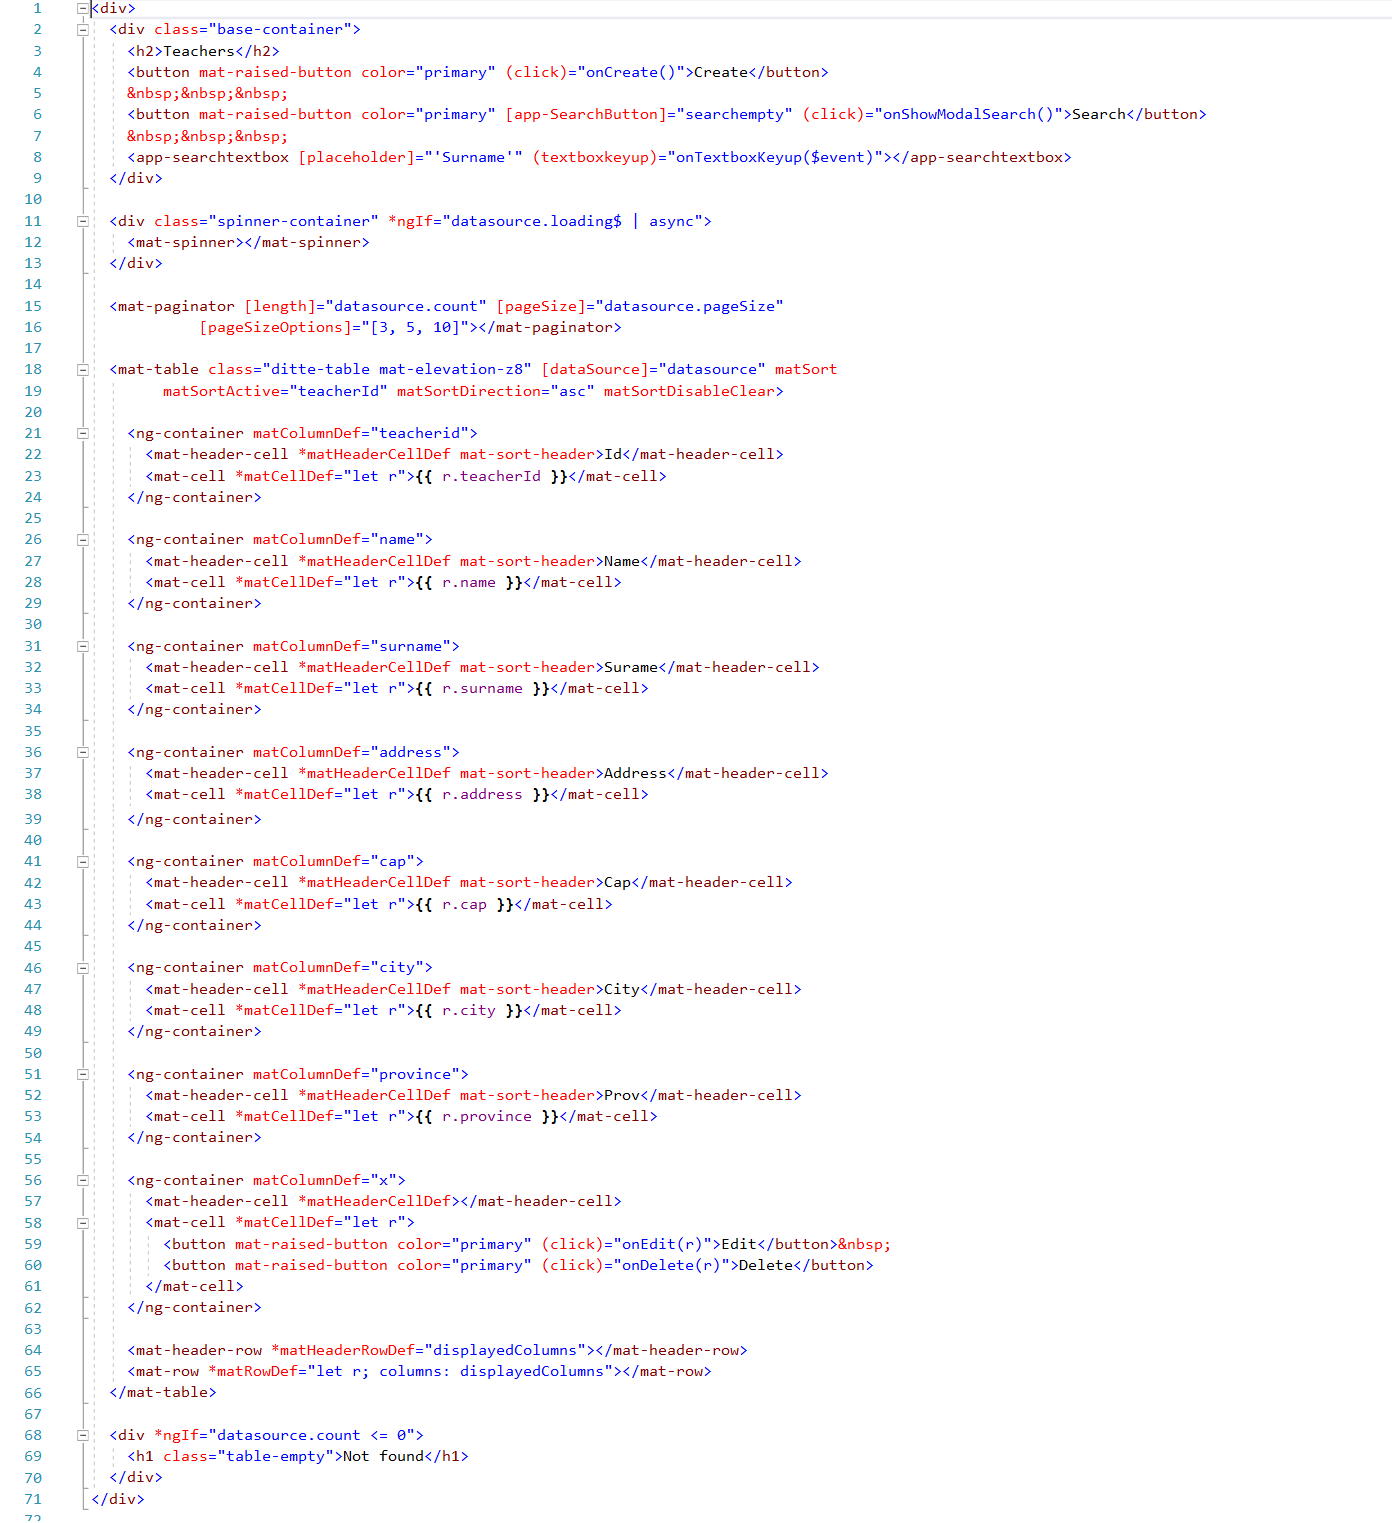 1 <div>
2 <div class="base-container">
3 <h2>Teachers</h2>
4 <button mat-raised-button color="primary" (click)="onCreate()">Create</button>
5 &nbsp;&nbsp;&nbsp;
6 <button mat-raised-button color="primary" [app-SearchButton]="searchempty" (click)="onShowModalSearch()">Search</button>
7 &nbsp;&nbsp;&nbsp;
8 <app-searchtextbox [placeholder]="'Surname'" (textboxkeyup)="onTextboxKeyup($event)"></app-searchtextbox>
9 </div>
10
11 <div class="spinner-container" *ngIf="datasource.loading$ | async">
12 <mat-spinner></mat-spinner>
13 </div>
14
15 <mat-paginator [length]="datasource.count" [pageSize]="datasource.pageSize"
16 [pageSizeOptions]="[3, 5, 10]"></mat-paginator>
17
18 <mat-table class="ditte-table mat-elevation-z8" [dataSource]="datasource" matSort
19 matSortActive="teacherId" matSortDirection="asc" matSortDisableClear>
20
21 <ng-container matColumnDef="teacherid">
22 <mat-header-cell *matHeaderCellDef mat-sort-header>Id</mat-header-cell>
23 <mat-cell *matCellDef="let r">{{ r.teacherId }}</mat-cell>
24 </ng-container>
25
26 <ng-container matColumnDef="name">
27 <mat-header-cell *matHeaderCellDef mat-sort-header>Name</mat-header-cell>
28 <mat-cell *matCellDef="let r">{{ r.name }}</mat-cell>
29 </ng-container>
30
31 <ng-container matColumnDef="surname">
32 <mat-header-cell *matHeaderCellDef mat-sort-header>Surame</mat-header-cell>
33 <mat-cell *matCellDef="let r">{{ r.surname }}</mat-cell>
34 </ng-container>
35
36 <ng-container matColumnDef="address">
37 <mat-header-cell *matHeaderCellDef mat-sort-header>Address</mat-header-cell>
38 <mat-cell *matCellDef="let r">{{ r.address }}</mat-cell>
39 </ng-container>
40
41 <ng-container matColumnDef="cap">
42 <mat-header-cell *matHeaderCellDef mat-sort-header>Cap</mat-header-cell>
43 <mat-cell *matCellDef="let r">{{ r.cap }}</mat-cell>
44 </ng-container>
45
46 <ng-container matColumnDef="city">
47 <mat-header-cell *matHeaderCellDef mat-sort-header>City</mat-header-cell>
48 <mat-cell *matCellDef="let r">{{ r.city }}</mat-cell>
49 </ng-container>
50
51 <ng-container matColumnDef="province">
52 <mat-header-cell *matHeaderCellDef mat-sort-header>Prov</mat-header-cell>
53 <mat-cell *matCellDef="let r">{{ r.province }}</mat-cell>
54 </ng-container>
55
56 <ng-container matColumnDef="x">
57 <mat-header-cell *matHeaderCellDef></mat-header-cell>
58 <mat-cell *matCellDef="let r">
59 <button mat-raised-button color="primary" (click)="onEdit(r)">Edit</button>&nbsp;
60 <button mat-raised-button color="primary" (click)="onDelete(r)">Delete</button>
61 </mat-cell>
62 </ng-container>
63
64 <mat-header-row *matHeaderRowDef="displayedColumns"></mat-header-row>
65 <mat-row *matRowDef="let r; columns: displayedColumns"></mat-row>
66 </mat-table>
67
68 <div *ngIf="datasource.count <= 0">
69 <h1 class="table-empty">Not found</h1>
70 </div>
71 </div>
72